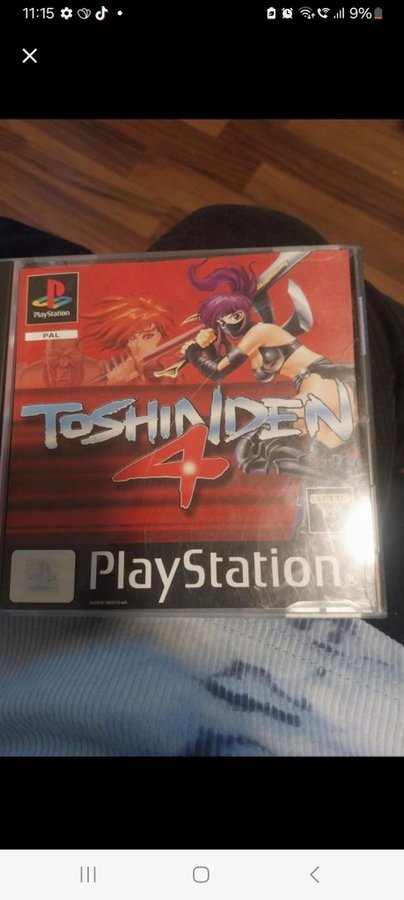 11:15
9%
PlayStation
PAL
TOSHINDEN
4
PlayStation®